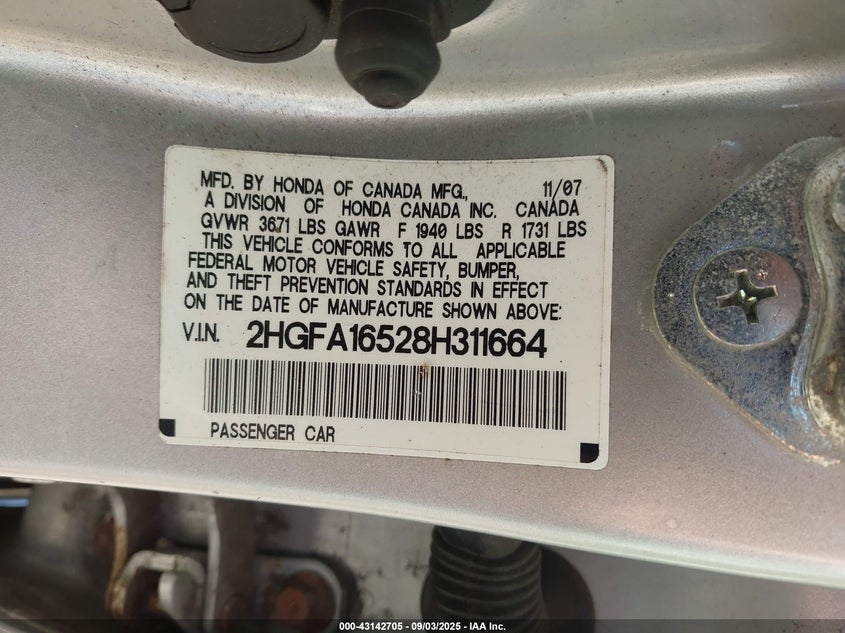 MFD. BY HONDA OF CANADA MFG., 11/07
A DIVISION OF HONDA CANADA INC. CANADA
GVWR 3671 LBS GAWR F 1940 LBS R 1731 LBS
THIS VEHICLE CONFORMS TO ALL APPLICABLE
FEDERAL MOTOR VEHICLE SAFETY, BUMPER,
AND THEFT PREVENTION STANDARDS IN EFFECT
ON THE DATE OF MANUFACTURE SHOWN ABOVE:
V.I.N. 2HGFA16528H311664
PASSENGER CAR
000-43142705 - 09/03/2025 - IAA Inc.